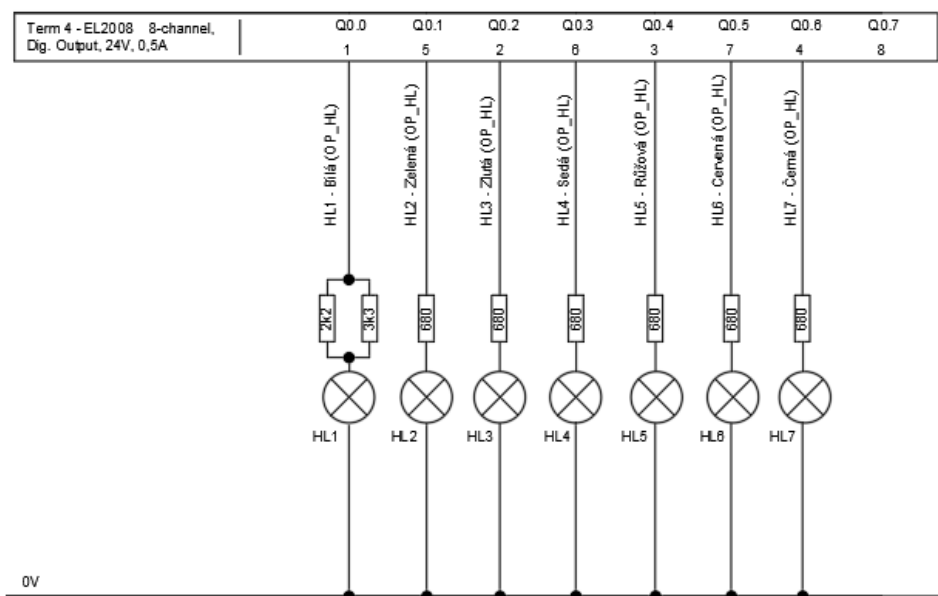 Term 4 - EL2008 8-channel,
Dig. Output, 24V, 0,5A
Q0.0 Q0.1 Q0.2 Q0.3 Q0.4 Q0.5 Q0.6 Q0.7
1 5 2 6 3 7 4 8
HL1 - Bílá (OP_HL)
HL2 - Zelená (OP_HL)
HL3 - Zlutá (OP_HL)
HL4 - Sedá (OP_HL)
HL5 - Růžová (OP_HL)
HL6 - Cervená (OP_HL)
HL7 - Černá (OP_HL)
2k2 3k3 680 680 680 680 680 680
HL1 HL2 HL3 HL4 HL5 HL6 HL7
0V